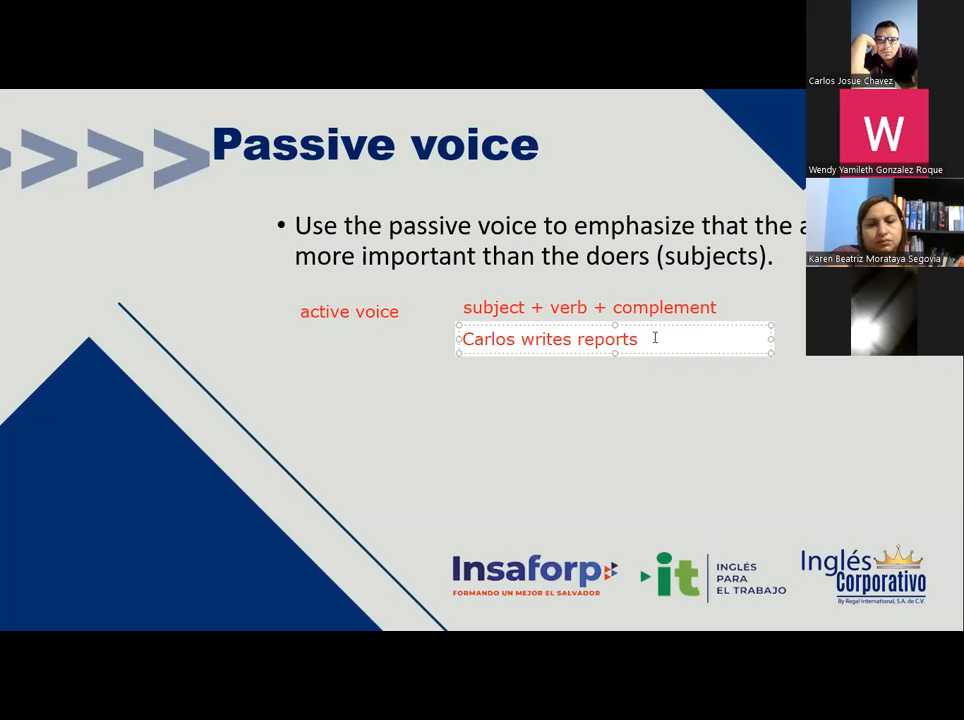 Carlos Josue Chavez
W
Wendy Yamileth Gonzalez Roque
Karen Beatriz Morataya Segovia
>>>>
Passive voice
• Use the passive voice to emphasize that the a
more important than the doers (subjects).
active voice
subject + verb + complement
Carlos writes reports
Insaforp
FORMANDO UN MEJOR EL SALVADOR
it
INGLÉS
PARA
EL TRABAJO
Inglés
Corporativo
By Regal International, S.A. de C.V.